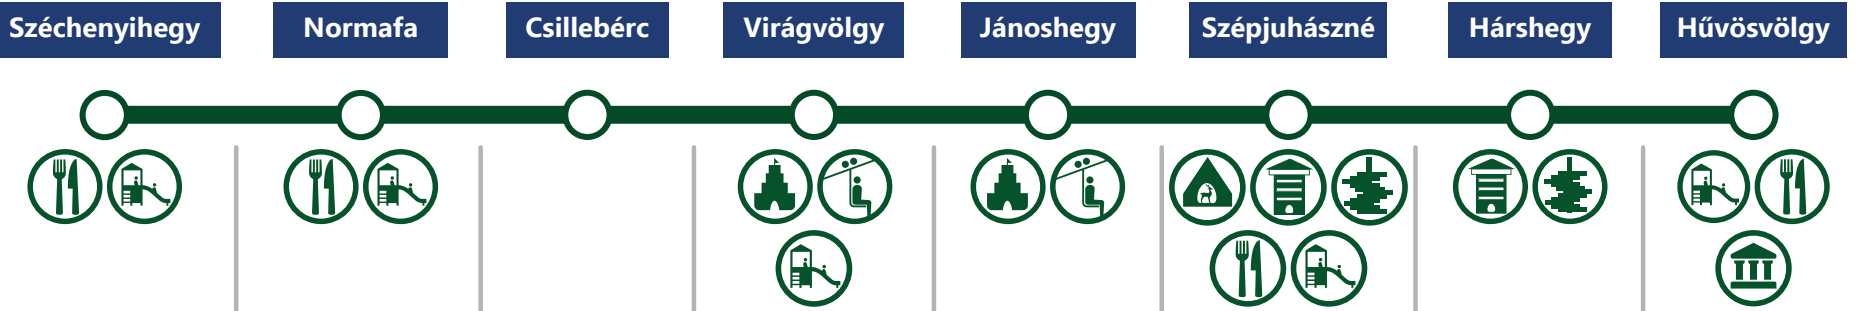 Széchenyihegy
Normafa
Csillebérc
Virágvölgy
Jánoshegy
Szépjuhászné
Hárshegy
Hűvösvölgy